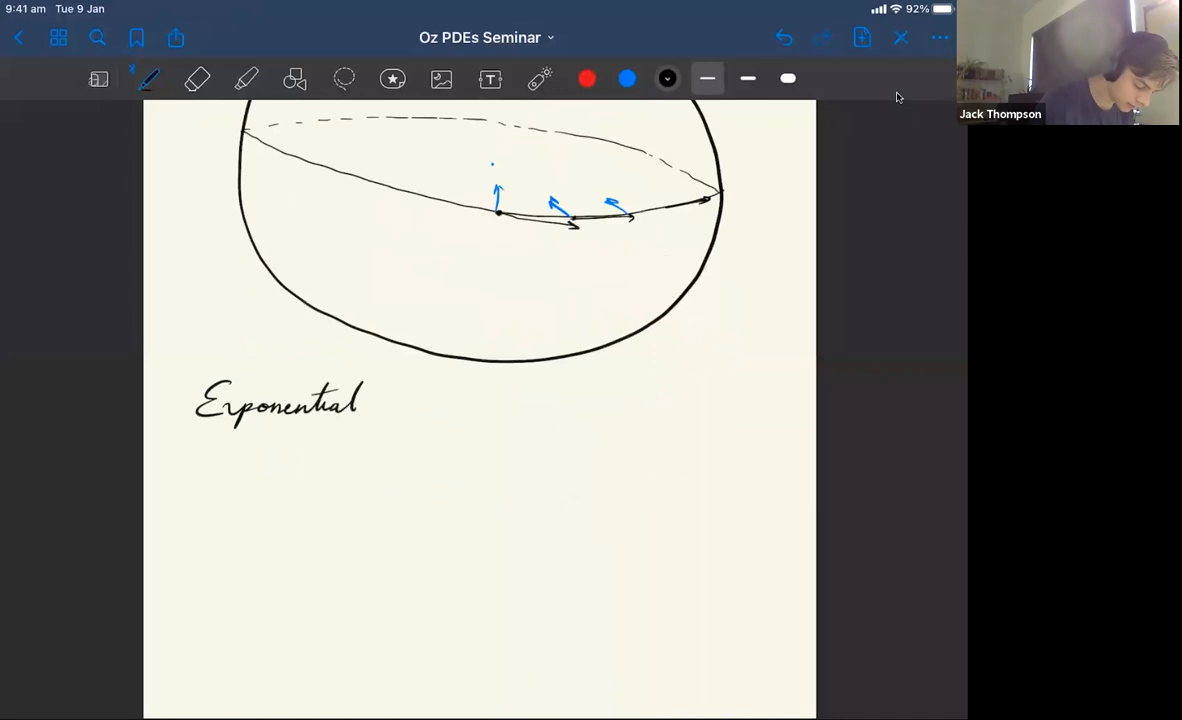 9:41 am Tue 9 Jan
92%
Oz PDEs Seminar
T
Jack Thompson
Exponential